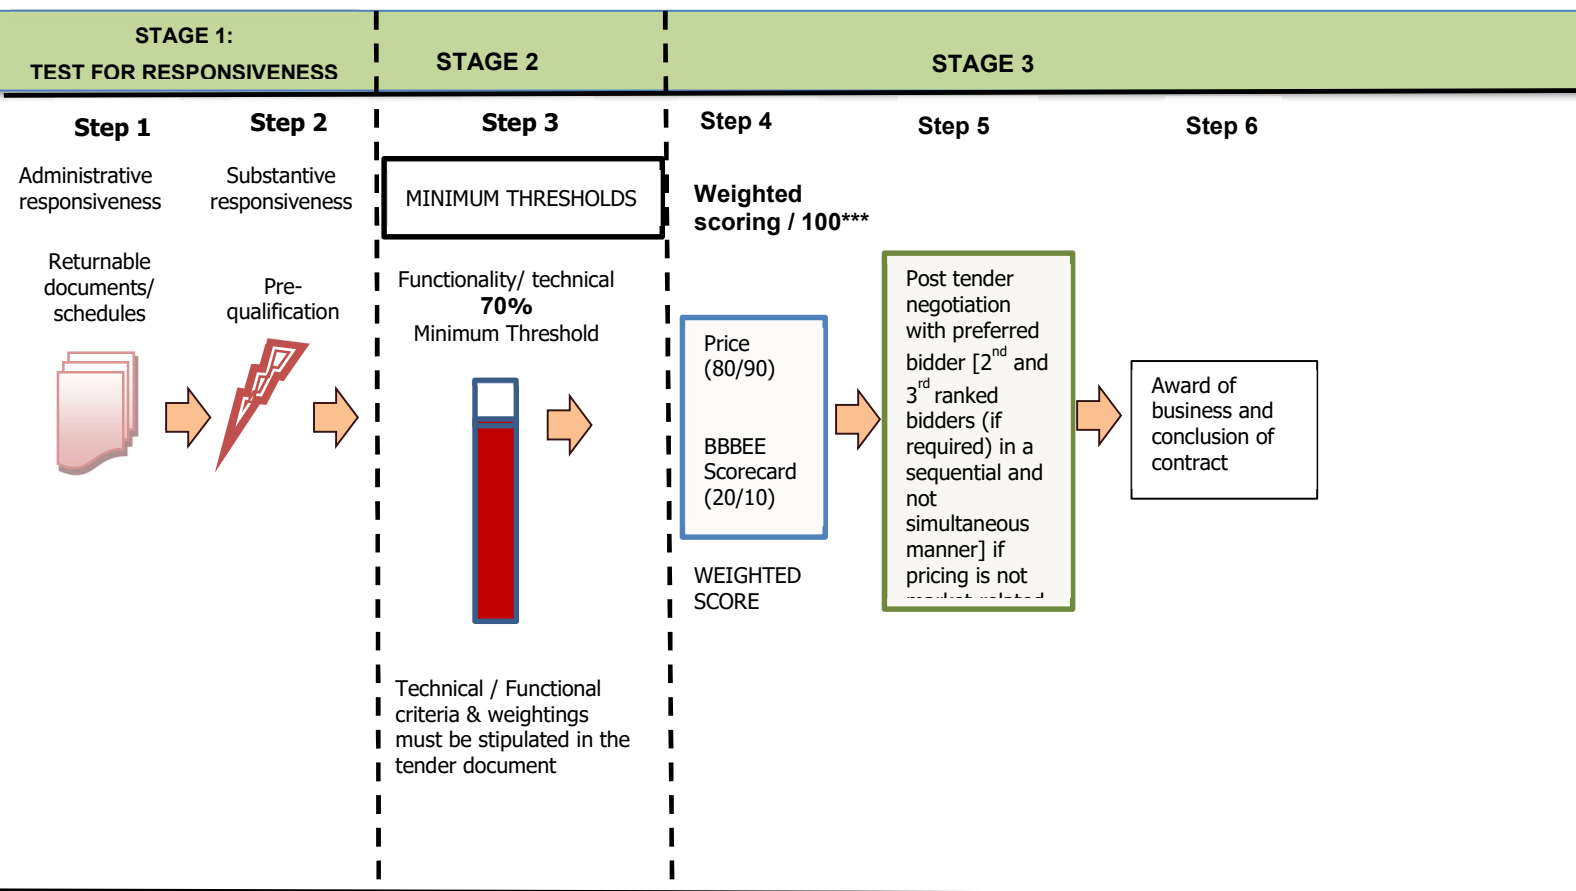 STAGE 1:
TEST FOR RESPONSIVENESS
STAGE 2
STAGE 3
Step 1
Step 2
Step 3
Step 4
Step 5
Step 6
Administrative
responsiveness
Returnable
documents/
schedules
Substantive
responsiveness
Pre-
qualification
MINIMUM THRESHOLDS
Functionality/ technical
70%
Minimum Threshold
Technical / Functional
criteria & weightings
must be stipulated in the
tender document
Weighted
scoring / 100***
Price
(80/90)
BBBEE
Scorecard
(20/10)
WEIGHTED
SCORE
Post tender
negotiation
with preferred
bidder [2nd and
3rd ranked
bidders (if
required) in a
sequential and
not
simultaneous
manner] if
pricing is not
market related
Award of
business and
conclusion of
contract